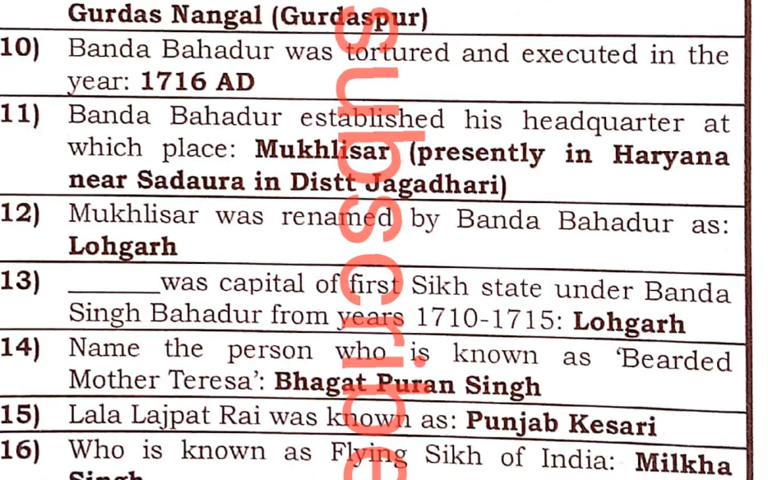 Gurdas Nangal (Gurdaspur)
10) Banda Bahadur was tortured and executed in the
year: 1716 AD
11) Banda Bahadur established his headquarter at
which place: Mukhlisar (presently in Haryana
near Sadaura in Distt Jagadhari)
12) Mukhlisar was renamed by Banda Bahadur as:
Lohgarh
13) ______was capital of first Sikh state under Banda
Singh Bahadur from years 1710-1715: Lohgarh
14) Name the person who is known as ‘Bearded
Mother Teresa’: Bhagat Puran Singh
15) Lala Lajpat Rai was known as: Punjab Kesari
16) Who is known as Flying Sikh of India: Milkha
Singh
subscribe